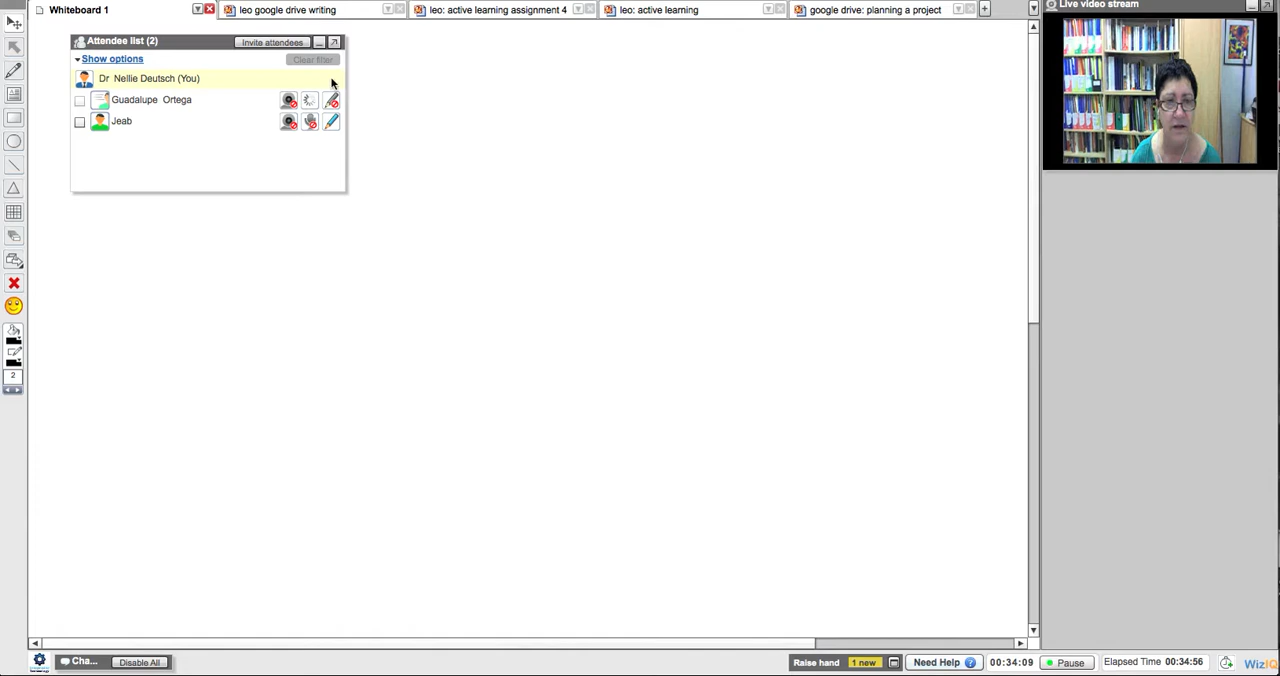 Whiteboard 1
leo google drive writing
leo: active learning assignment 4
leo: active learning
google drive: planning a project
+
Live video stream
Attendee list (2)
Invite attendees
Show options
Clear filter
Dr Nellie Deutsch (You)
Guadalupe Ortega
Jeab
2
Cha...
Disable All
Raise hand
1 new
Need Help ?
00:34:09
Pause
Elapsed Time 00:34:56
WizIQ